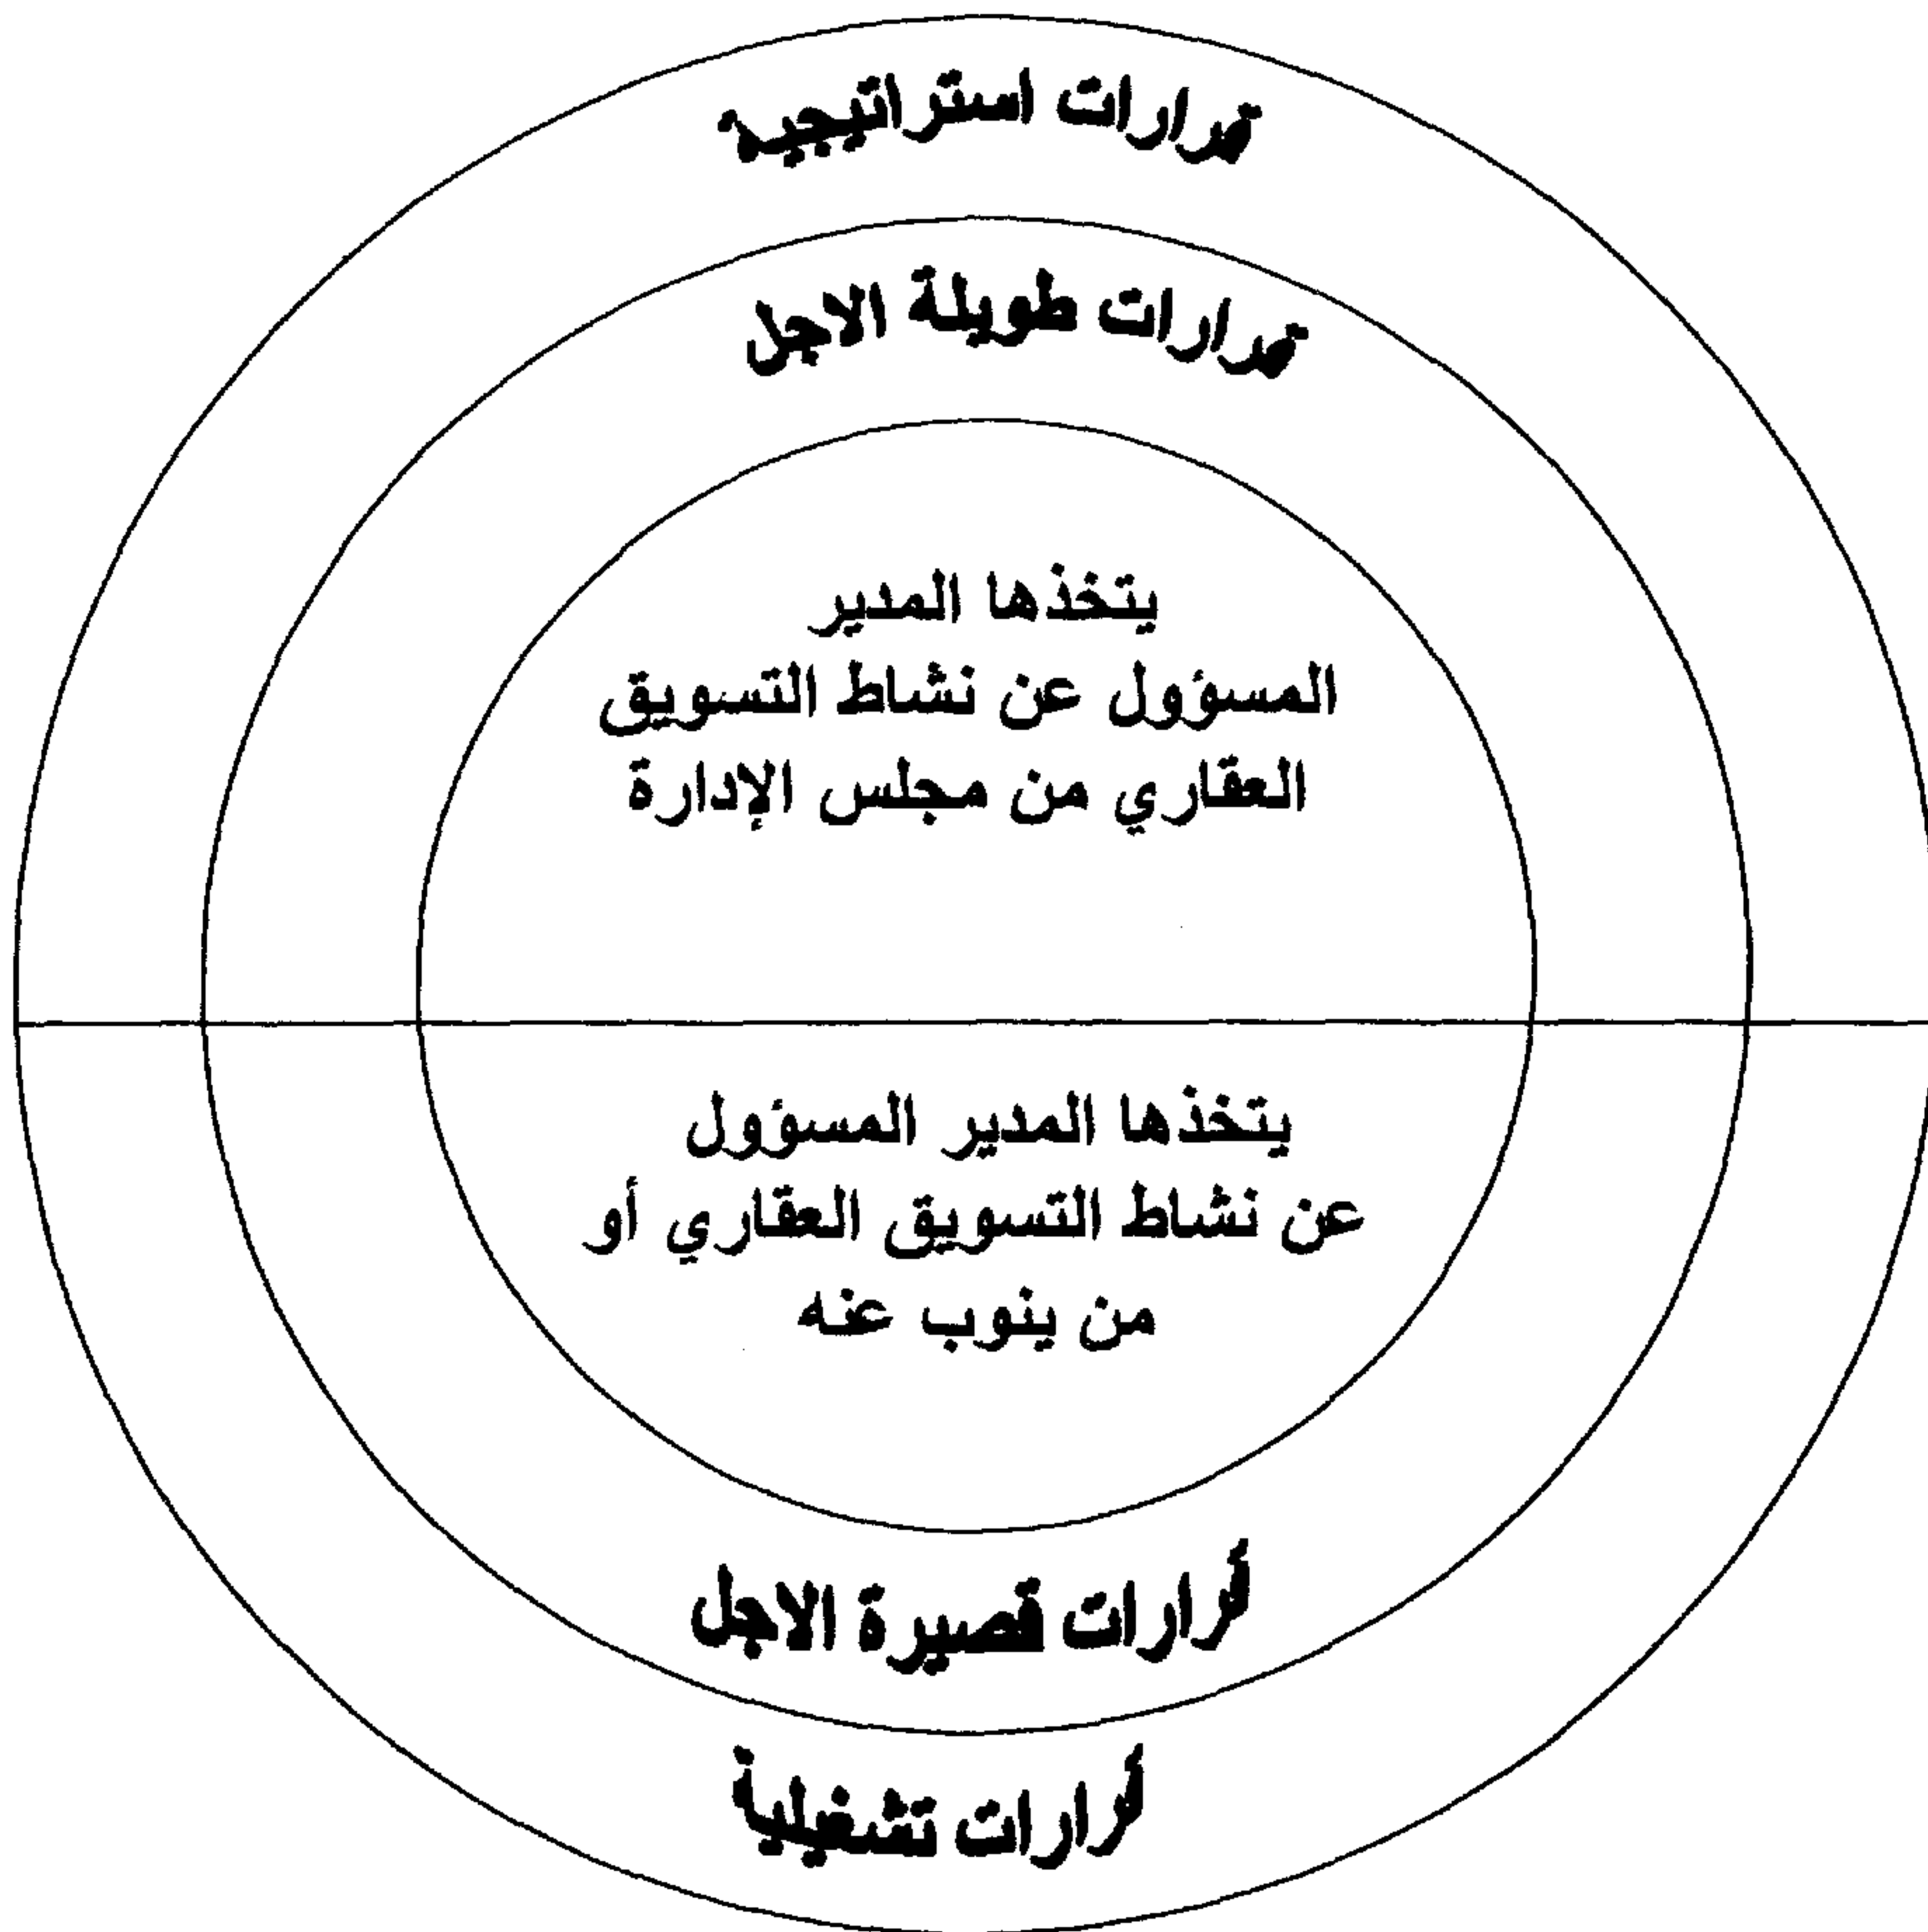 قرارات استراتيجية
قرارات طويلة الاجل
يتخذها المدير
المسؤول عن نشاط التسويق
العقاري من مجلس الإدارة
يتخذها المدير المسؤول
عن نشاط التسويق العقاري أو
من ينوب عنه
قرارات قصيرة الاجل
قرارات تشغيلية